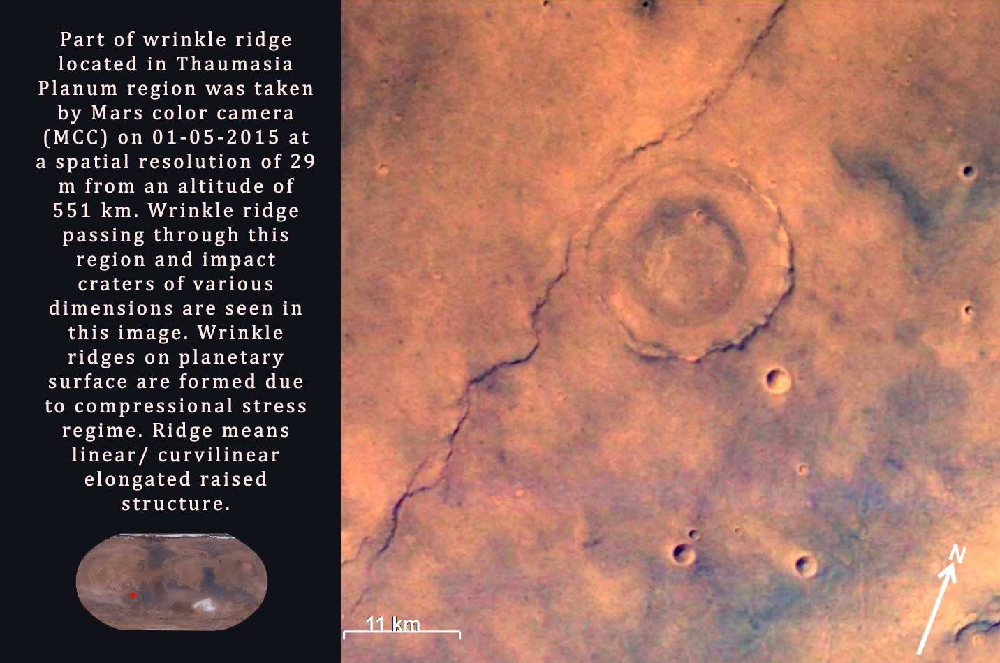 Part of wrinkle ridge
located in Thaumasia
Planum region was taken
by Mars color camera
(MCC) on 01-05-2015 at
a spatial resolution of 29
m from an altitude of
551 km. Wrinkle ridge
passing through this
region and impact
craters of various
dimensions are seen in
this image. Wrinkle
ridges on planetary
surface are formed due
to compressional stress
regime. Ridge means
linear/ curvilinear
elongated raised
structure.
N
11 km